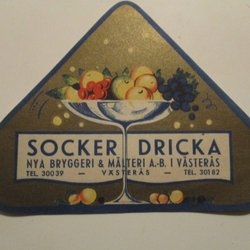 SOCKER DRICKA
NYA BRYGGERI & MÄLTERI A.-B. I VÄSTERÅS
TEL. 30039 — VÄSTERÅS — TEL. 30182